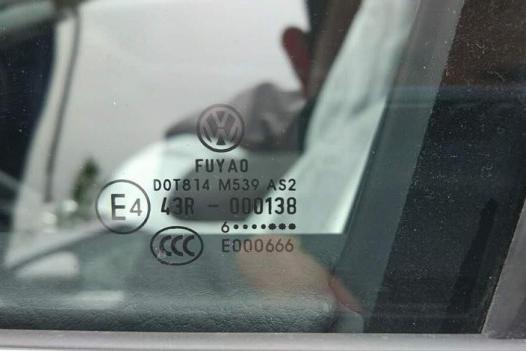 FUYAO
DOT814 M539 AS2
E4 43R - 000138
6•••••✱✱✱
CCC E000666